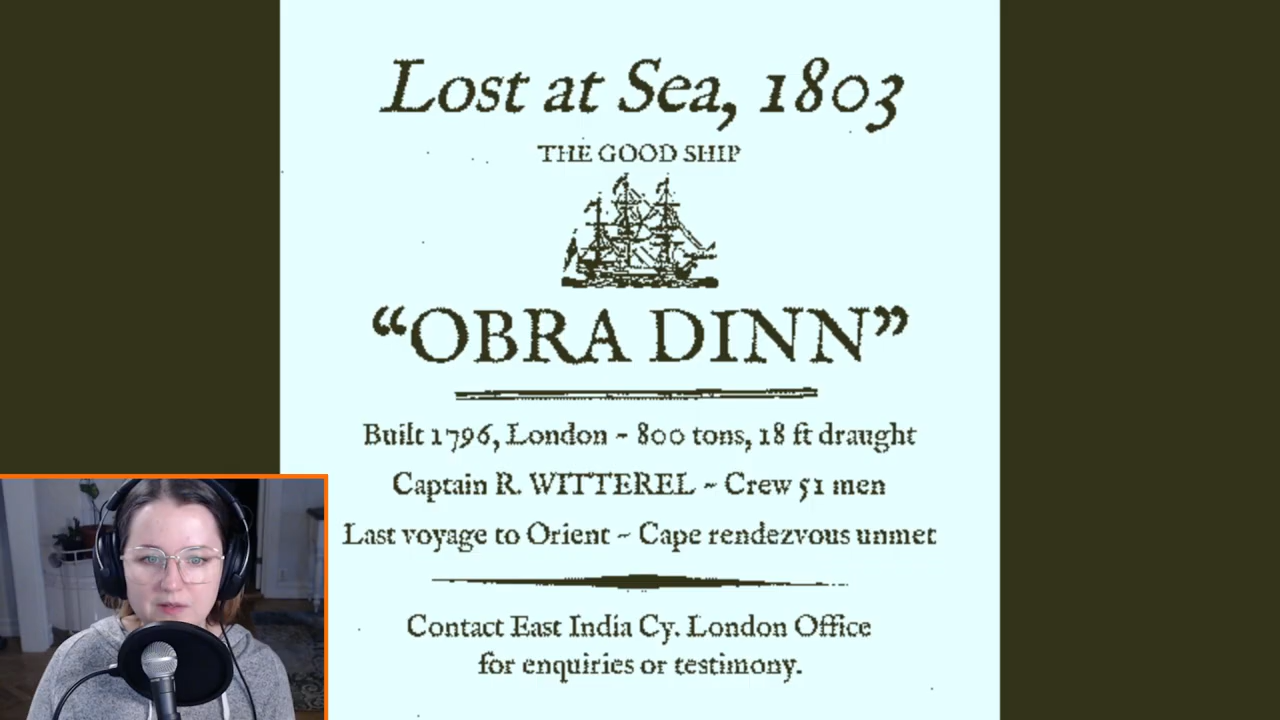 Lost at Sea, 1803
THE GOOD SHIP
“OBRA DINN”
Built 1796, London ~ 800 tons, 18 ft draught
Captain R. WITTEREL ~ Crew 51 men
Last voyage to Orient ~ Cape rendezvous unmet
Contact East India Cy. London Office
for enquiries or testimony.